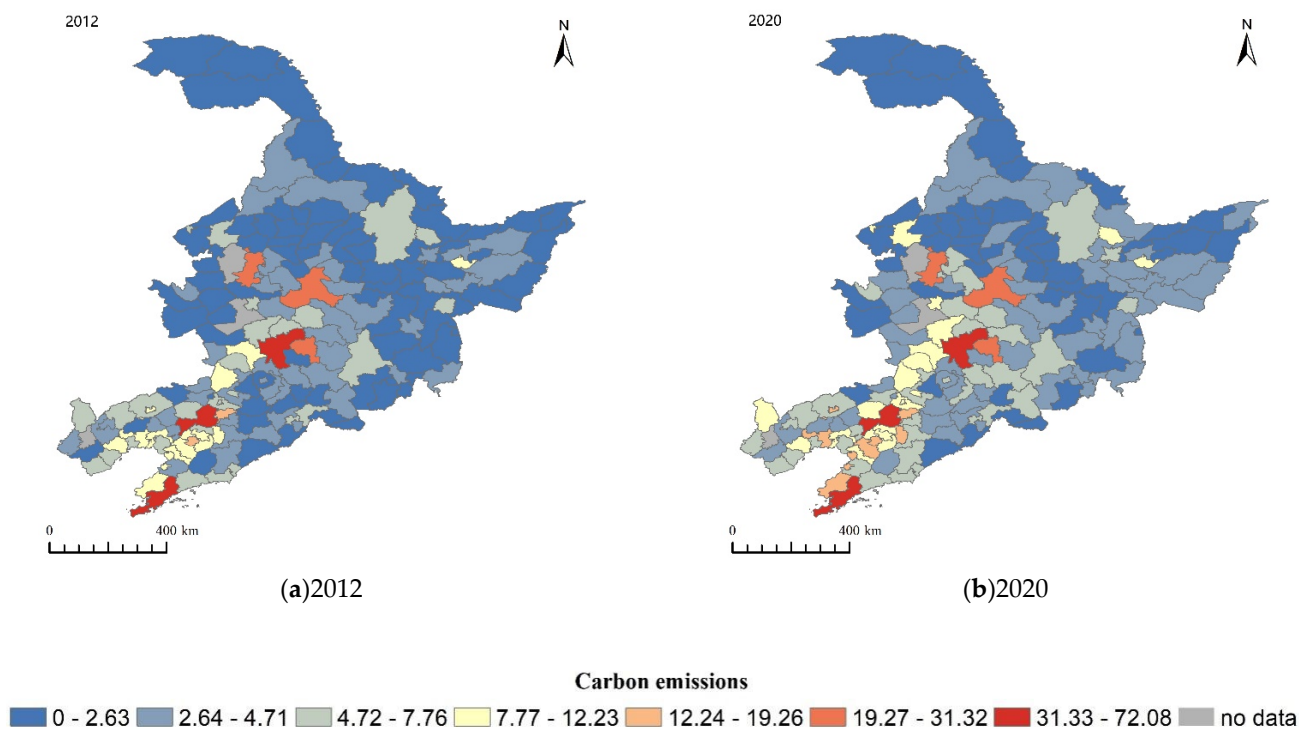 2012
N
0 400 km
(a)2012
2020
N
0 400 km
(b)2020
Carbon emissions
0 - 2.63 2.64 - 4.71 4.72 - 7.76 7.77 - 12.23 12.24 - 19.26 19.27 - 31.32 31.33 - 72.08 no data